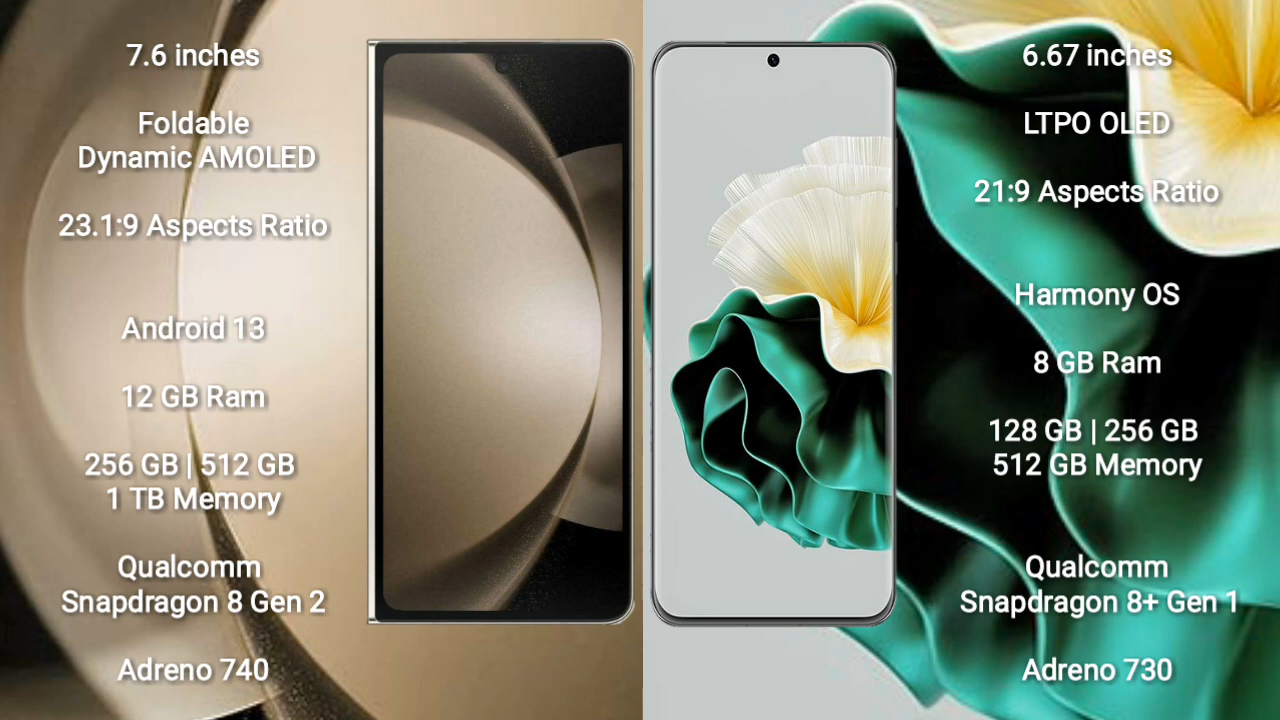 7.6 inches
Foldable
Dynamic AMOLED
23.1:9 Aspects Ratio
Android 13
12 GB Ram
256 GB | 512 GB
1 TB Memory
Qualcomm
Snapdragon 8 Gen 2
Adreno 740
6.67 inches
LTPO OLED
21:9 Aspects Ratio
Harmony OS
8 GB Ram
128 GB | 256 GB
512 GB Memory
Qualcomm
Snapdragon 8+ Gen 1
Adreno 730